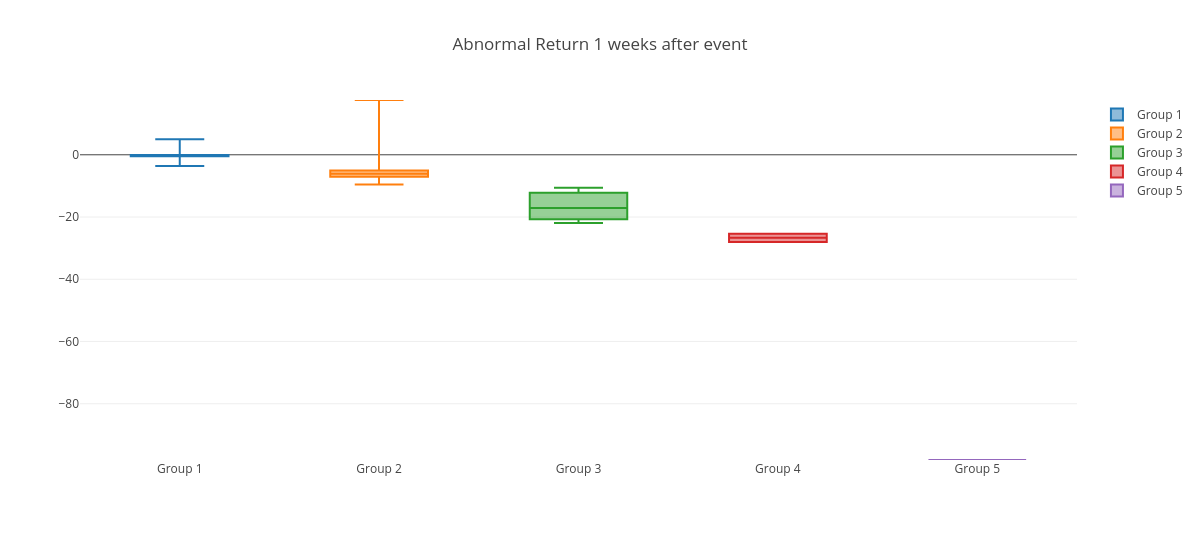 Abnormal Return 1 weeks after event
0
−20
−40
−60
−80
Group 1
Group 2
Group 3
Group 4
Group 5
Group 1
Group 2
Group 3
Group 4
Group 5